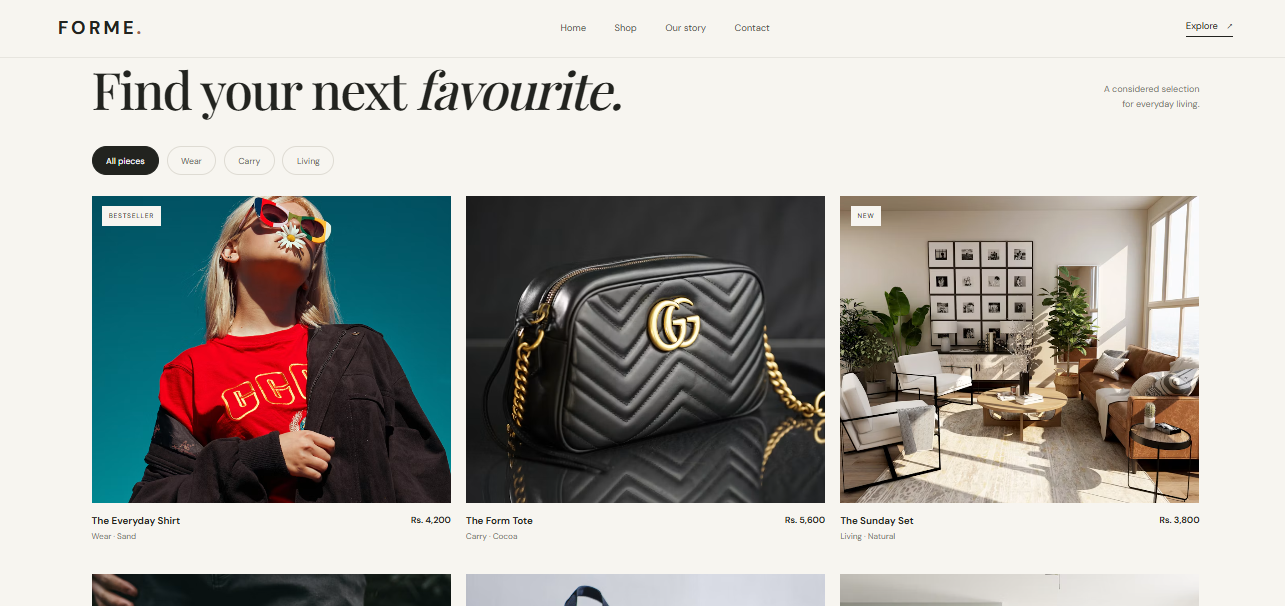 FORME.
Home Shop Our story Contact
Explore ↗
Find your next favourite.
A considered selection
for everyday living.
All pieces Wear Carry Living
BESTSELLER
NEW
The Everyday Shirt Rs. 4,200
Wear · Sand
The Form Tote Rs. 5,600
Carry · Cocoa
The Sunday Set Rs. 3,800
Living · Natural